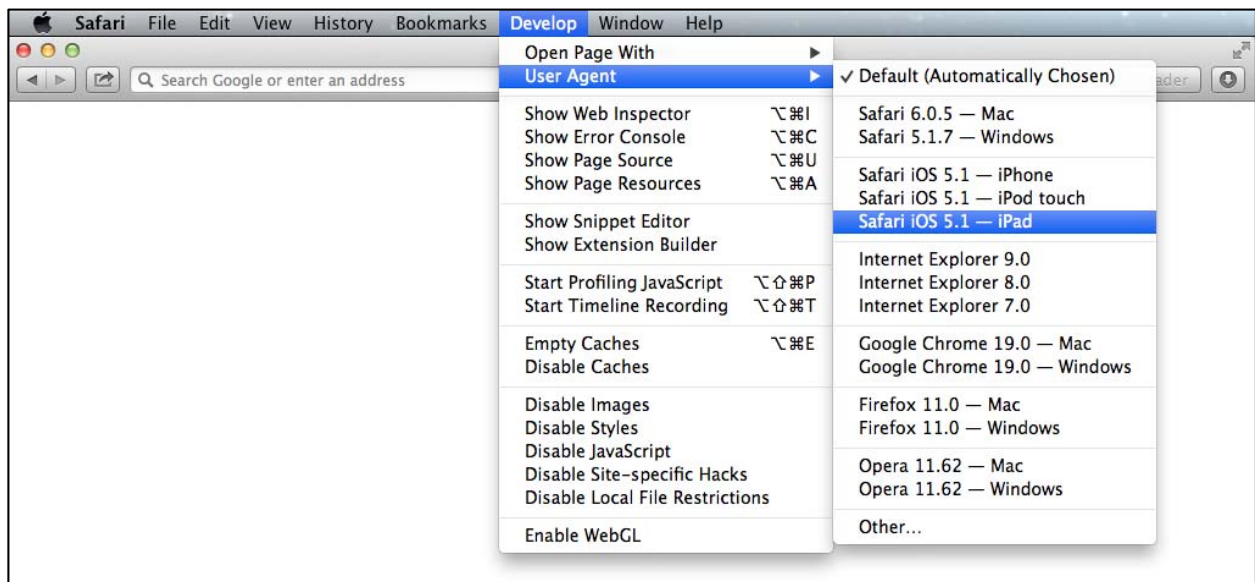 Safari File Edit View History Bookmarks Develop Window Help
Search Google or enter an address
ader
Open Page With
User Agent
Show Web Inspector ⌥⌘I
Show Error Console ⌥⌘C
Show Page Source ⌥⌘U
Show Page Resources ⌥⌘A
Show Snippet Editor
Show Extension Builder
Start Profiling JavaScript ⌥⇧⌘P
Start Timeline Recording ⌥⇧⌘T
Empty Caches ⌥⌘E
Disable Caches
Disable Images
Disable Styles
Disable JavaScript
Disable Site-specific Hacks
Disable Local File Restrictions
Enable WebGL
✓ Default (Automatically Chosen)
Safari 6.0.5 — Mac
Safari 5.1.7 — Windows
Safari iOS 5.1 — iPhone
Safari iOS 5.1 — iPod touch
Safari iOS 5.1 — iPad
Internet Explorer 9.0
Internet Explorer 8.0
Internet Explorer 7.0
Google Chrome 19.0 — Mac
Google Chrome 19.0 — Windows
Firefox 11.0 — Mac
Firefox 11.0 — Windows
Opera 11.62 — Mac
Opera 11.62 — Windows
Other...